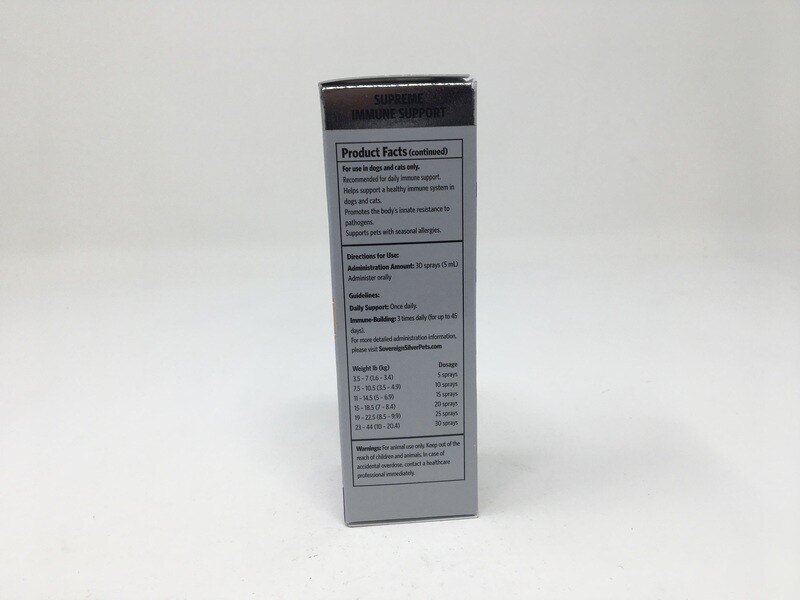 SUPREME
IMMUNE SUPPORT
Product Facts (continued)
For use in dogs and cats only.
Recommended for daily immune support.
Helps support a healthy immune system in
dogs and cats.
Promotes the body's innate resistance to
pathogens.
Supports pets with seasonal allergies.
Directions for Use:
Administration Amount: 30 sprays (5 mL)
Administer orally
Guidelines:
Daily Support: Once daily.
Immune-Building: 3 times daily (for up to 45
days).
For more detailed administration information,
please visit SovereignSilverPets.com
Weight lb (kg) Dosage
3.5 - 7 (1.6 - 3.4) 5 sprays
7.5 - 10.5 (3.5 - 4.9) 10 sprays
11 - 14.5 (5 - 6.9) 15 sprays
15 - 18.5 (7 - 8.4) 20 sprays
19 - 22.5 (8.5 - 9.9) 25 sprays
23 - 44 (10 - 20.4) 30 sprays
Warnings: For animal use only. Keep out of the
reach of children and animals. In case of
accidental overdose, contact a healthcare
professional immediately.